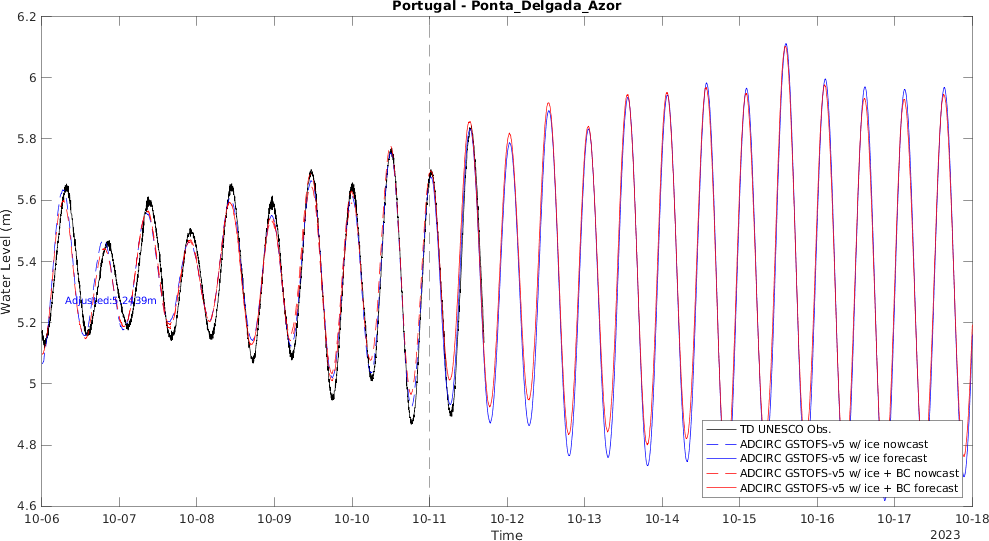 Portugal - Ponta_Delgada_Azor
Water Level (m)
6.2
6
5.8
5.6
5.4
5.2
5
4.8
4.6
Adjusted:5.2439m
TD UNESCO Obs.
ADCIRC GSTOFS-v5 w/ ice nowcast
ADCIRC GSTOFS-v5 w/ ice forecast
ADCIRC GSTOFS-v5 w/ ice + BC nowcast
ADCIRC GSTOFS-v5 w/ ice + BC forecast
10-06 10-07 10-08 10-09 10-10 10-11 10-12 10-13 10-14 10-15 10-16 10-17 10-18
Time
2023